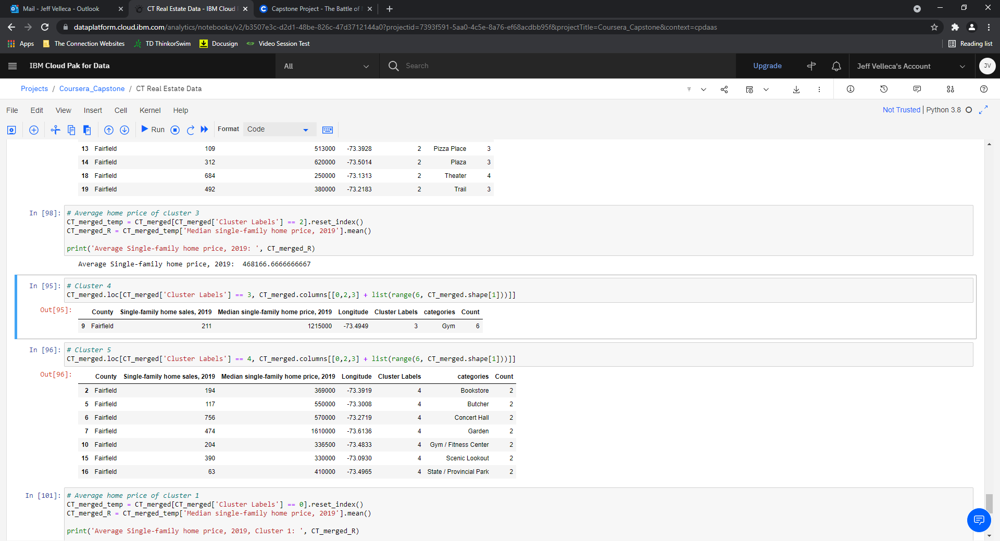 Mail - Jeff Velleca - Outlook
CT Real Estate Data - IBM Cloud
Capstone Project - The Battle of
dataplatform.cloud.ibm.com/analytics/notebooks/v2/b3507e3c-d2d1-48be-826c-47d3712144a0?projectid=7393f591-5aa0-4c5e-8a76-ef68acdbb95f&projectTitle=Coursera_Capstone&context=cpdaas
Apps The Connection Websites TD ThinkorSwim Docusign Video Session Test Reading list
IBM Cloud Pak for Data All Search Upgrade Jeff Velleca's Account JV
Projects / Coursera_Capstone / CT Real Estate Data
File Edit View Insert Cell Kernel Help Not Trusted | Python 3.8
Run Format Code
13 Fairfield 109 513000 -73.3928 2 Pizza Place 3
14 Fairfield 312 620000 -73.5014 2 Plaza 3
18 Fairfield 684 250000 -73.1313 2 Theater 4
19 Fairfield 492 380000 -73.2183 2 Trail 3
In [98]: # Average home price of cluster 3
CT_merged_temp = CT_merged[CT_merged['Cluster Labels'] == 2].reset_index()
CT_merged_R = CT_merged_temp['Median single-family home price, 2019'].mean()
print('Average Single-family home price, 2019: ', CT_merged_R)
Average Single-family home price, 2019:  468166.6666666667
In [95]: # Cluster 4
CT_merged.loc[CT_merged['Cluster Labels'] == 3, CT_merged.columns[[0,2,3] + list(range(6, CT_merged.shape[1]))]]
Out[95]:
County Single-family home sales, 2019 Median single-family home price, 2019 Longitude Cluster Labels categories Count
9 Fairfield 211 1215000 -73.4949 3 Gym 6
In [96]: # Cluster 5
CT_merged.loc[CT_merged['Cluster Labels'] == 4, CT_merged.columns[[0,2,3] + list(range(6, CT_merged.shape[1]))]]
Out[96]:
County Single-family home sales, 2019 Median single-family home price, 2019 Longitude Cluster Labels categories Count
2 Fairfield 194 369000 -73.3919 4 Bookstore 2
5 Fairfield 117 550000 -73.3008 4 Butcher 2
6 Fairfield 756 570000 -73.2719 4 Concert Hall 2
7 Fairfield 474 1610000 -73.6136 4 Garden 2
10 Fairfield 204 336500 -73.4833 4 Gym / Fitness Center 2
15 Fairfield 390 330000 -73.0930 4 Scenic Lookout 2
16 Fairfield 63 410000 -73.4965 4 State / Provincial Park 2
In [101]: # Average home price of cluster 1
CT_merged_temp = CT_merged[CT_merged['Cluster Labels'] == 0].reset_index()
CT_merged_R = CT_merged_temp['Median single-family home price, 2019'].mean()
print('Average Single-family home price, 2019, Cluster 1: ', CT_merged_R)